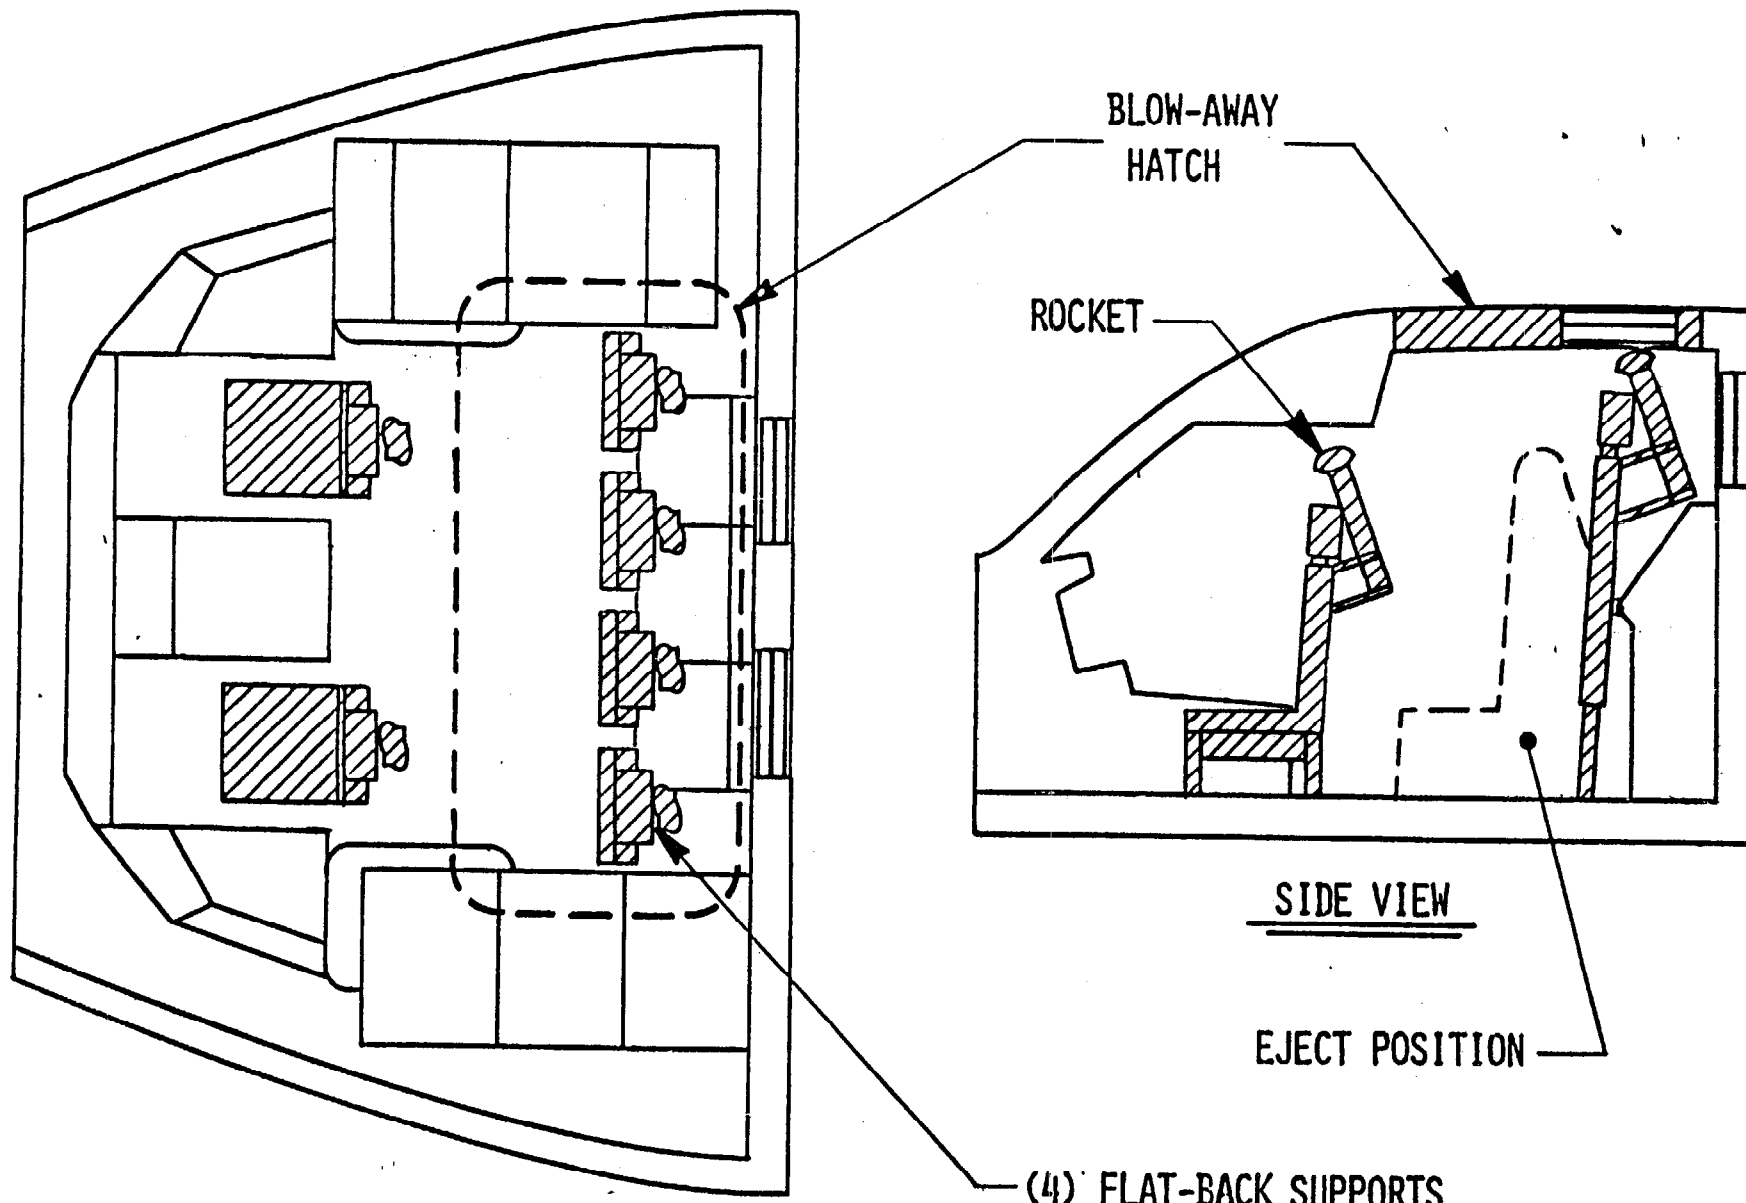 BLOW-AWAY
HATCH
ROCKET
SIDE VIEW
EJECT POSITION
(4) FLAT-BACK SUPPORTS